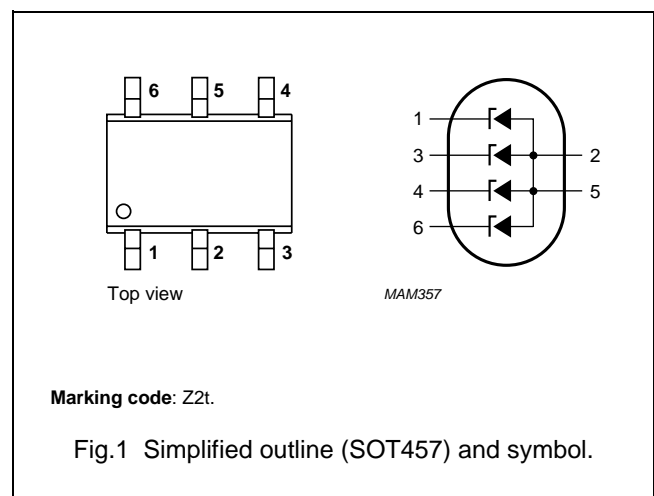 6 5 4
1 2 3
Top view
1
3 2
4 5
6
MAM357
Marking code: Z2t.
Fig.1 Simplified outline (SOT457) and symbol.